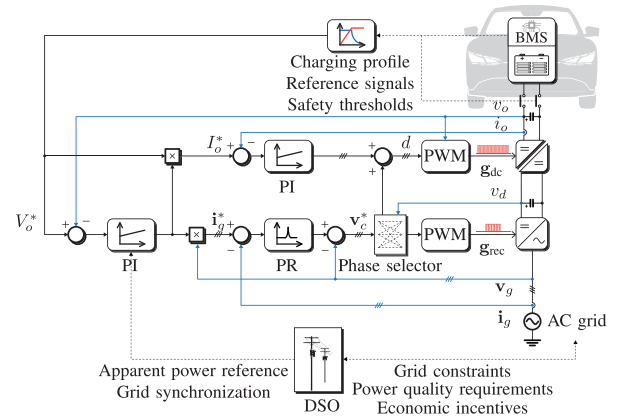 BMS
Charging profile
Reference signals
Safety thresholds
v_o
i_o
I_o^*
+
−
PI
d
+
+
PWM
g_dc
v_d
V_o^*
+
−
PI
i_g^*
+
−
PR
v_c^*
+
−
Phase selector
PWM
g_rec
v_g
i_g
AC grid
Apparent power reference
Grid synchronization
DSO
Grid constraints
Power quality requirements
Economic incentives